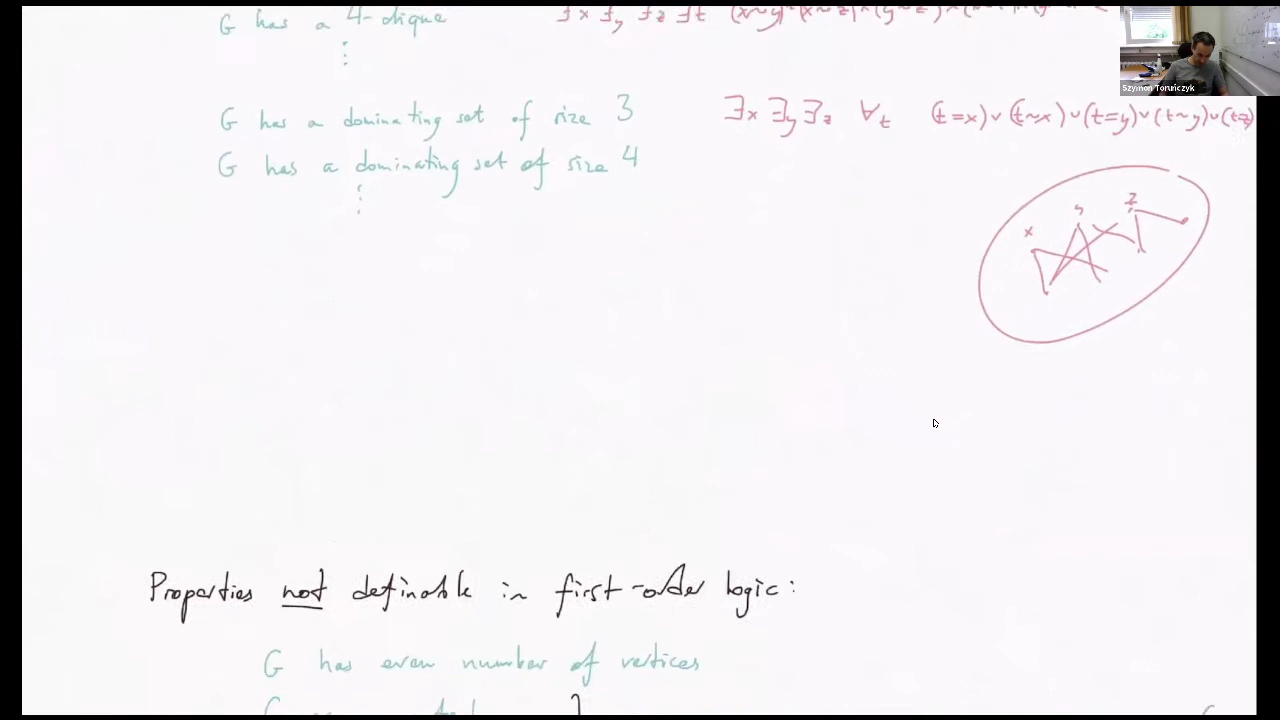 G has a 4-clique ∃x ∃y ∃z ∃t (x~y)
⋮
Szymon Toruńczyk
G has a dominating set of size 3 ∃x ∃y ∃z ∀t (t=x)∨(t~x)∨(t=y)∨(t~y)∨(t=z)
G has a dominating set of size 4
⋮
x y z
Properties not definable in first-order logic:
G has even number of vertices
G